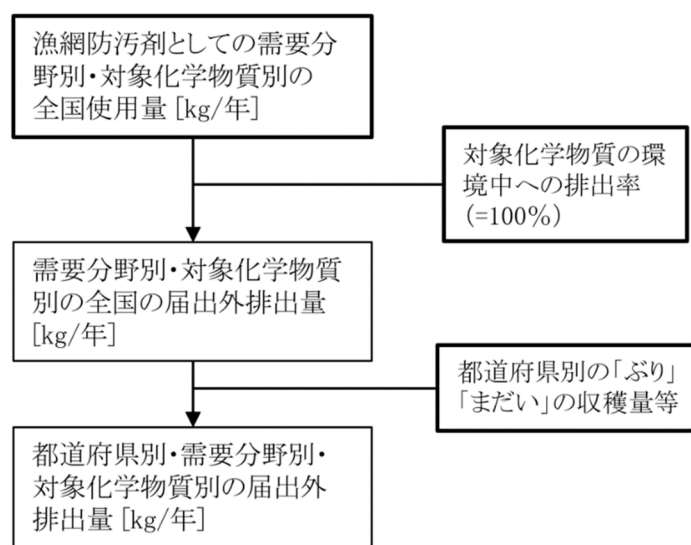 漁網防汚剤としての需要分
野別・対象化学物質別の
全国使用量 [kg/年]
対象化学物質の環
境中への排出率
(=100%)
需要分野別・対象化学物質
別の全国の届出外排出量
[kg/年]
都道府県別の「ぶり」
「まだい」の収穫量等
都道府県別・需要分野別・
対象化学物質別の届出外
排出量 [kg/年]